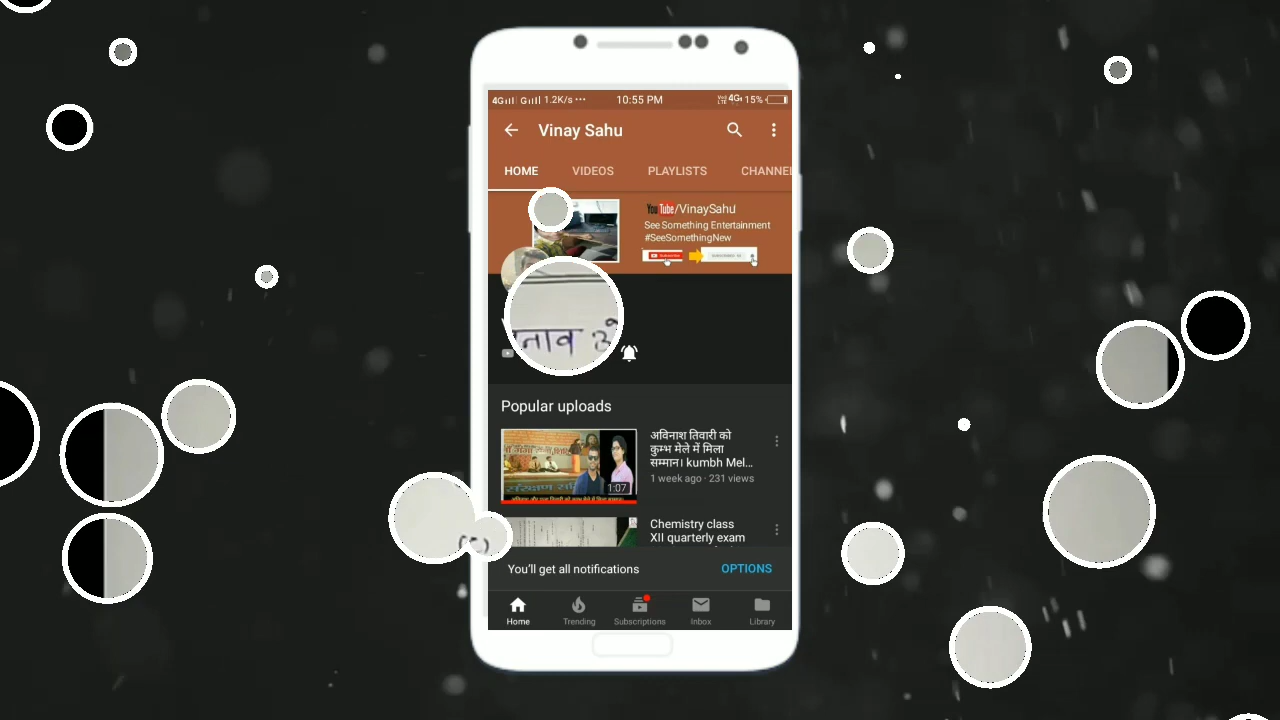 4G G 1.2K/s ••• 10:55 PM 4G 15%
Vinay Sahu
HOME VIDEOS PLAYLISTS CHANNEL
YouTube/VinaySahu
See Something Entertainment
#SeeSomethingNew
Popular uploads
अविनाश तिवारी को
कुम्भ मेले में मिला
सम्मान। kumbh Mel...
1 week ago · 231 views
1:07
Chemistry class
XII quarterly exam
You'll get all notifications OPTIONS
Home Trending Subscriptions Inbox Library